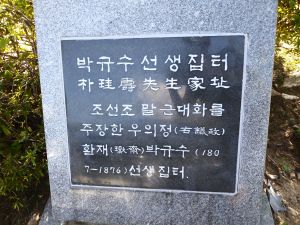 박규수선생집터
朴珪壽先生家址
조선조 말 근대화를
주장한 우의정(右議政)
환재(瓛齋)박규수 (180
7-1876)선생집터.